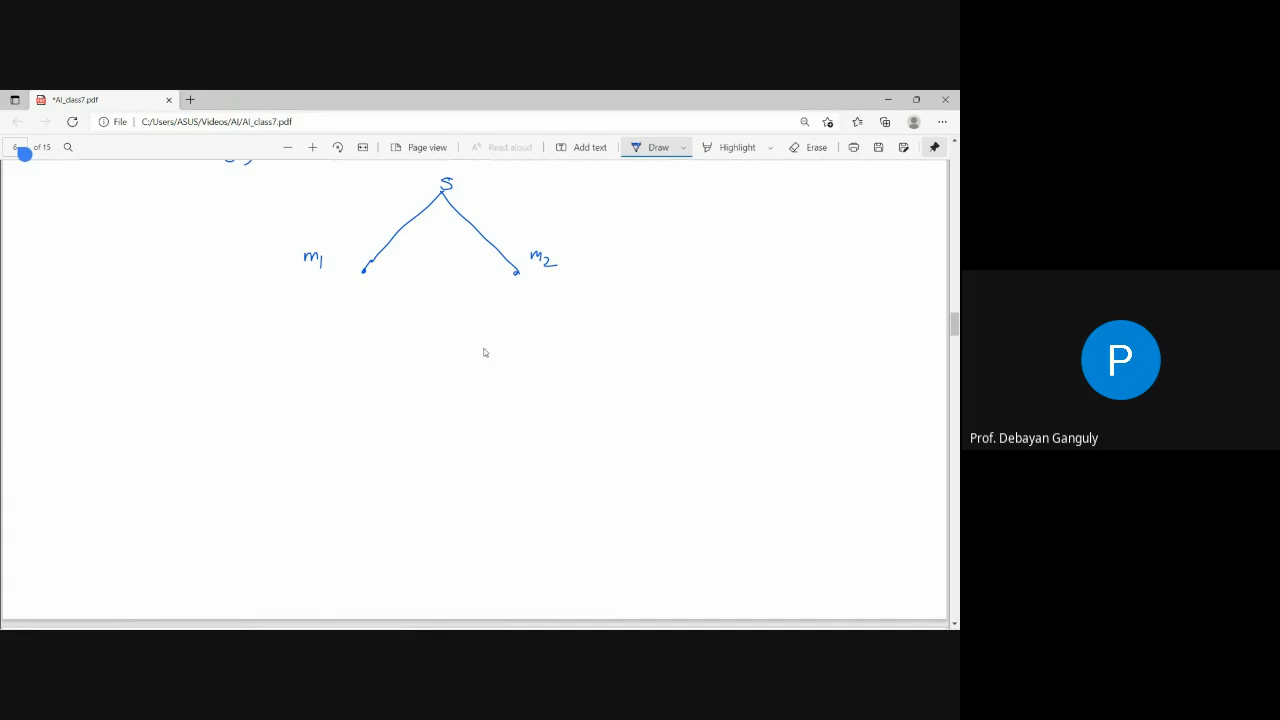 *AI_class7.pdf
File | C:/Users/ASUS/Videos/AI/AI_class7.pdf
6 of 15
Page view
Read aloud
Add text
Draw
Highlight
Erase
S
m1
m2
P
Prof. Debayan Ganguly